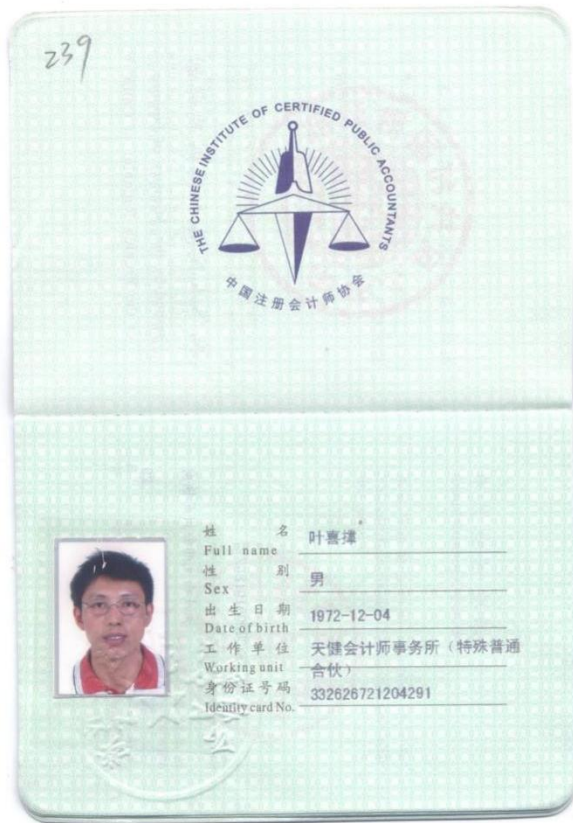 239
THE CHINESE INSTITUTE OF CERTIFIED PUBLIC ACCOUNTANTS
中国注册会计师协会
姓 名 叶喜撑
Full name
性 别 男
Sex
出生日期 1972-12-04
Date of birth
工作单位 天健会计师事务所（特殊普通
Working unit 合伙）
身份证号码 332626721204291
Identity card No.